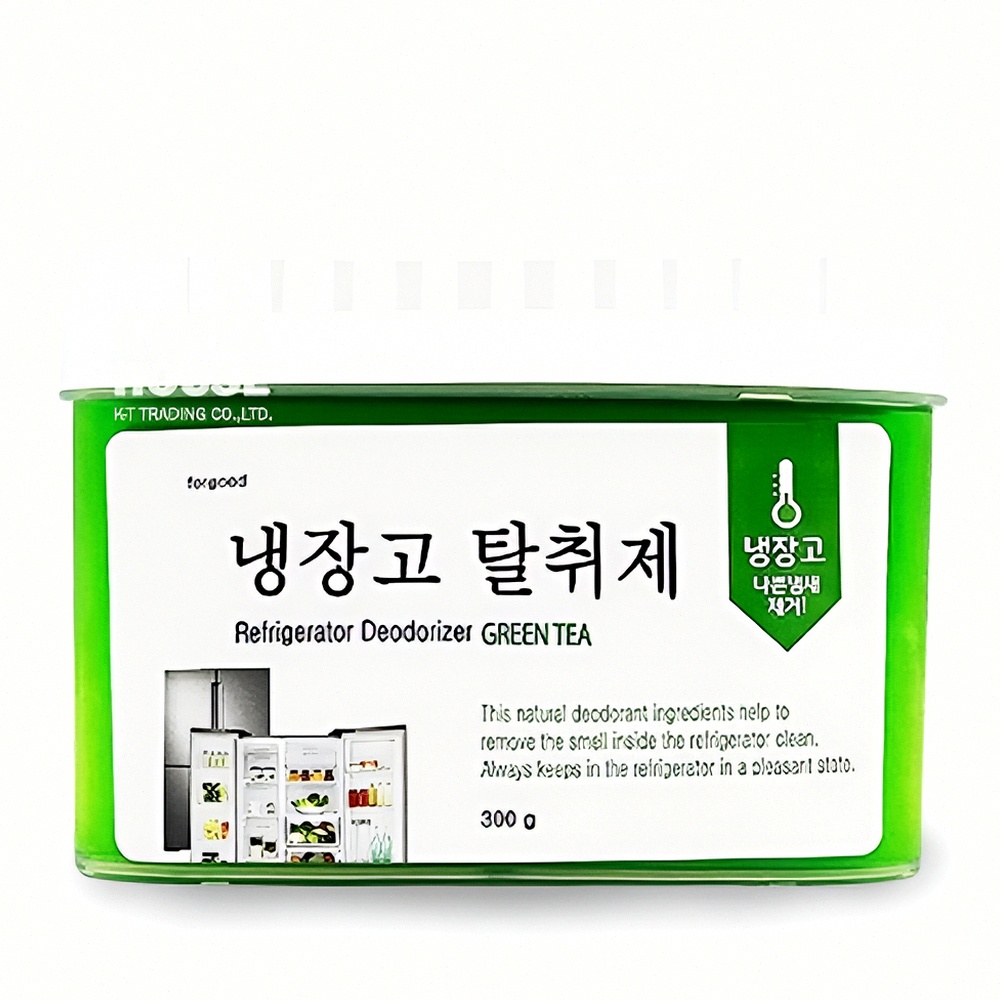 HOUSE
K+T TRADING CO.,LTD.
forgood
냉장고 탈취제
Refrigerator Deodorizer GREEN TEA
냉장고
나쁜냄새
제거!
This natural deodorant ingredients help to
remove the smell inside the refrigerator clean.
Always keeps in the refrigerator in a pleasant state.
300 g